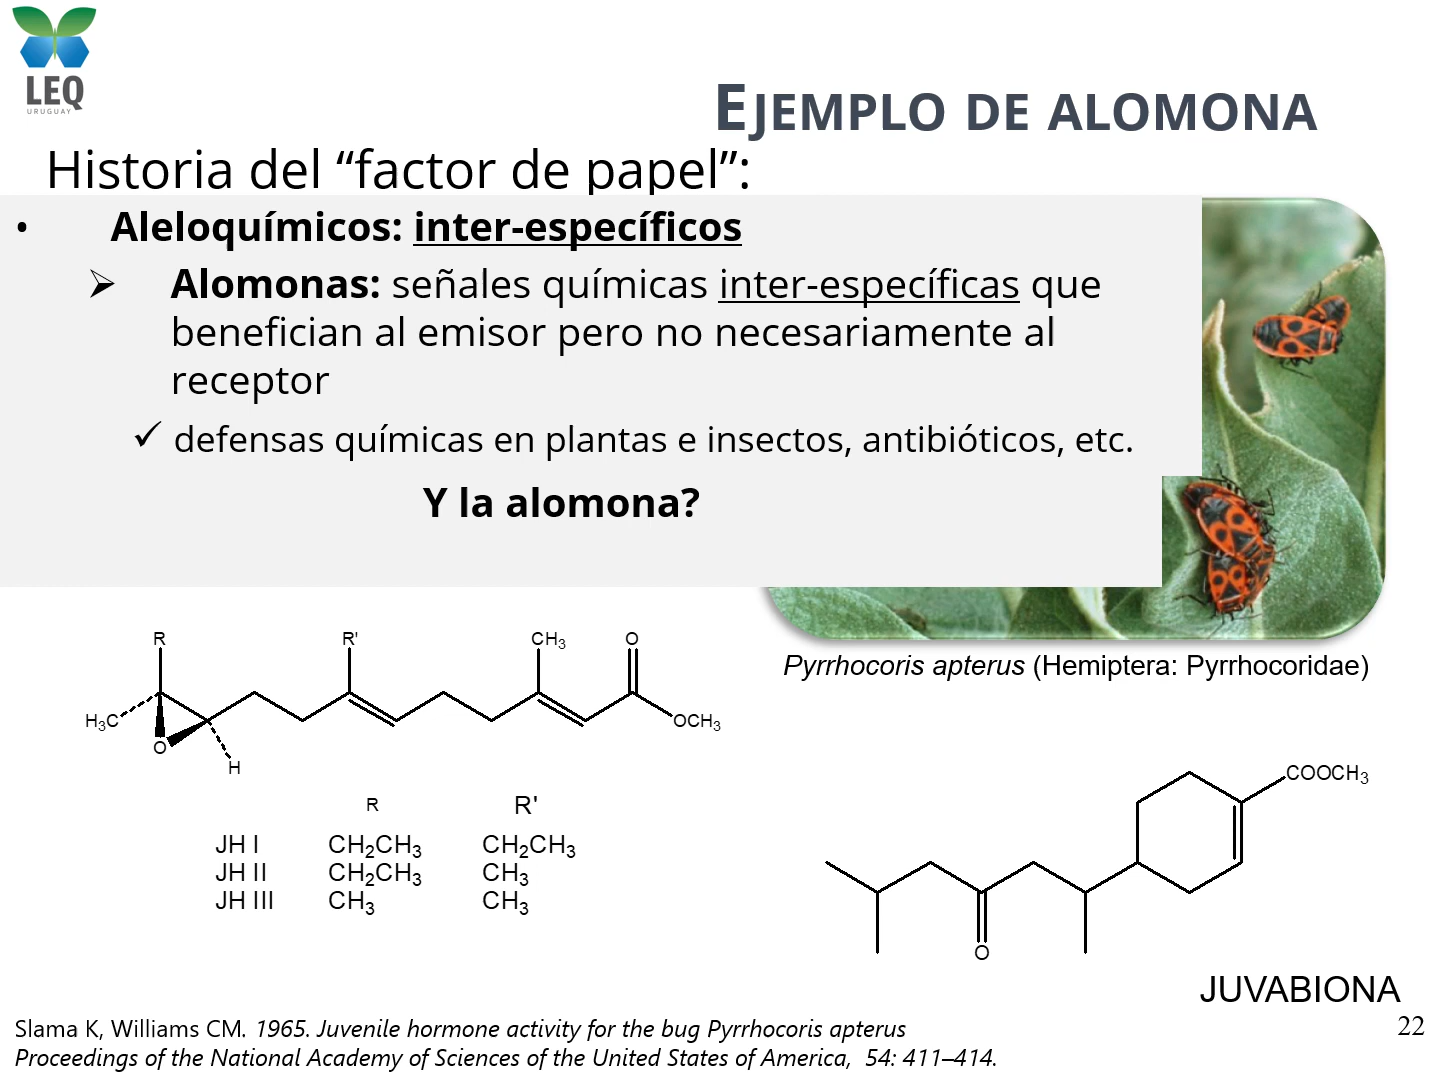 LEQ
URUGUAY
EJEMPLO DE ALOMONA
Historia del “factor de papel”:
• Aleloquímicos: inter-específicos
➢ Alomonas: señales químicas inter-específicas que
benefician al emisor pero no necesariamente al
receptor
✓ defensas químicas en plantas e insectos, antibióticos, etc.
Y la alomona?
Pyrrhocoris apterus (Hemiptera: Pyrrhocoridae)
R R' CH3 O
H3C O H OCH3
R R'
JH I CH2CH3 CH2CH3
JH II CH2CH3 CH3
JH III CH3 CH3
COOCH3
O
JUVABIONA
Slama K, Williams CM. 1965. Juvenile hormone activity for the bug Pyrrhocoris apterus
Proceedings of the National Academy of Sciences of the United States of America, 54: 411–414.
22